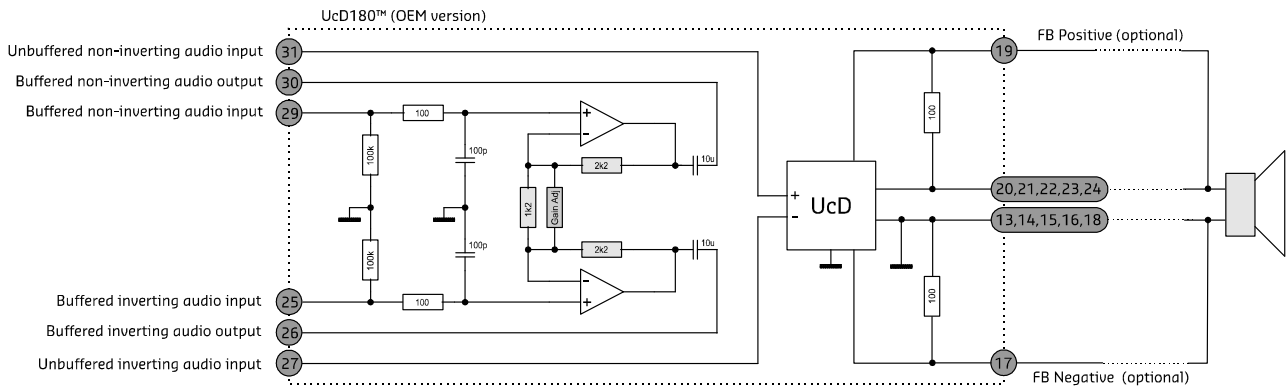 UcD180™ (OEM version)
Unbuffered non-inverting audio input
31
19
FB Positive (optional)
Buffered non-inverting audio output
30
Buffered non-inverting audio input
29
100
+
-
100
100k
100p
2k2
10u
1k2
Gain Adj
+
-
UcD
20,21,22,23,24
13,14,15,16,18
100k
100p
2k2
10u
-
+
100
Buffered inverting audio input
25
100
Buffered inverting audio output
26
Unbuffered inverting audio input
27
17
FB Negative (optional)